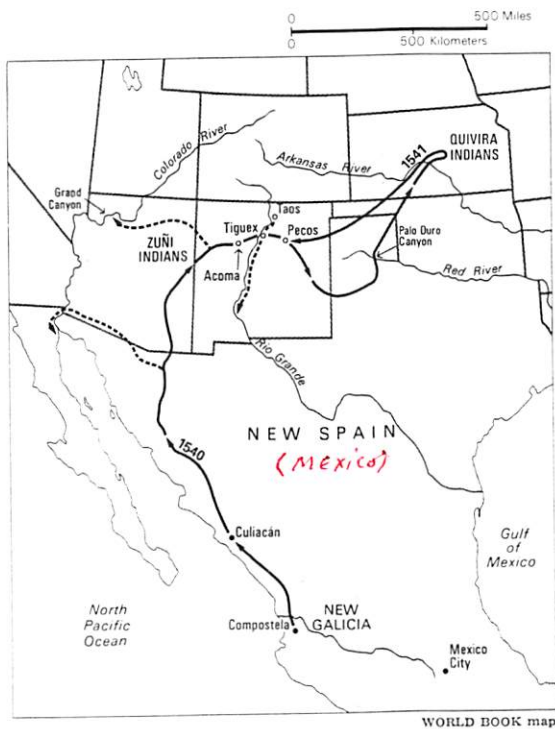 0 500 Miles
0 500 Kilometers
Colorado River
Arkansas River
1541
QUIVIRA
INDIANS
Grand
Canyon
Taos
ZUÑI
INDIANS
Tiguex
Pecos
Palo Duro
Canyon
Acoma
Red River
Rio Grande
NEW SPAIN
(MExico)
1540
Culiacán
Gulf
of
Mexico
North
Pacific
Ocean
NEW
GALICIA
Compostela
Mexico
City
WORLD BOOK map